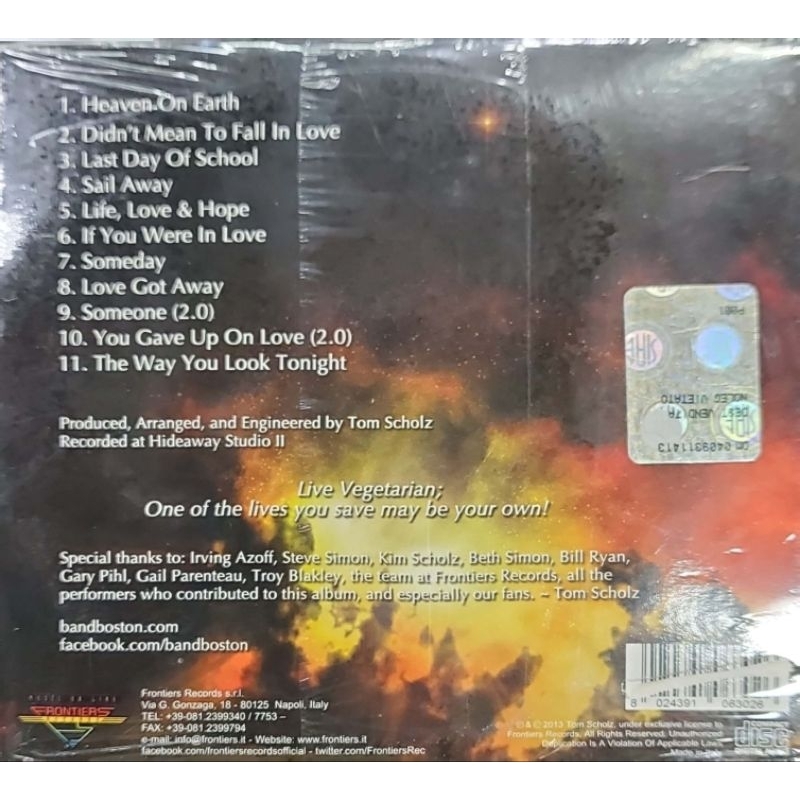 1. Heaven On Earth
2. Didn't Mean To Fall In Love
3. Last Day Of School
4. Sail Away
5. Life, Love & Hope
6. If You Were In Love
7. Someday
8. Love Got Away
9. Someone (2.0)
10. You Gave Up On Love (2.0)
11. The Way You Look Tonight
Produced, Arranged, and Engineered by Tom Scholz
Recorded at Hideaway Studio II
Live Vegetarian;
One of the lives you save may be your own!
Special thanks to: Irving Azoff, Steve Simon, Kim Scholz, Beth Simon, Bill Ryan,
Gary Pihl, Gail Parenteau, Troy Blakley, the team at Frontiers Records, all the
performers who contributed to this album, and especially our fans. ~ Tom Scholz
bandboston.com
facebook.com/bandboston
NOLEG VIETATO
DM 0409311413
FRONTIERS
RECORDS
Frontiers Records s.r.l.
Via G. Gonzaga, 18 - 80125 Napoli, Italy
TEL: +39-081.2399340 / 7753 –
FAX: +39-081.2399794
e-mail: info@frontiers.it - Website: www.frontiers.it
facebook.com/frontiersrecordsofficial - twitter.com/FrontiersRec
8 024391 063026
℗ & © 2013 Tom Scholz, under exclusive license to
Frontiers Records. All Rights Reserved. Unauthorized
Duplication Is A Violation Of Applicable Laws.
Made in Italy
disc